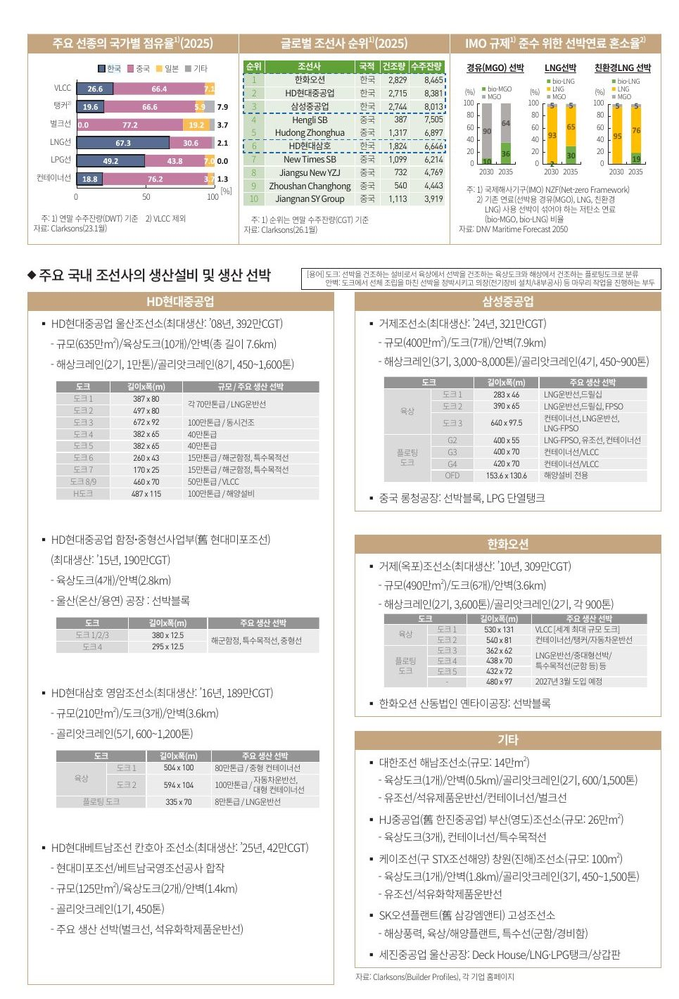 주요 선종의 국가별 점유율1)(2025)
한국 중국 일본 기타
VLCC 26.6 66.4 7.1
탱커2) 19.6 66.6 5.9 7.9
벌크선 0.0 77.2 19.2 3.7
LNG선 67.3 30.6 2.1
LPG선 49.2 43.8 7.0 0.0
컨테이너선 18.8 76.2 3.7 1.3
0 50 100 [%]
주: 1) 연말 수주잔량(DWT) 기준 2) VLCC 제외
자료: Clarksons(23.1월)
글로벌 조선사 순위1)(2025)
순위 조선사 국적 건조량 수주잔량
1 한화오션 한국 2,829 8,465
2 HD현대중공업 한국 2,715 8,381
3 삼성중공업 한국 2,744 8,013
4 Hengli SB 중국 387 7,505
5 Hudong Zhonghua 중국 1,317 6,897
6 HD현대삼호 한국 1,824 6,646
7 New Times SB 중국 1,099 6,214
8 Jiangsu New YZJ 중국 732 4,769
9 Zhoushan Changhong 중국 540 4,443
10 Jiangnan SY Group 중국 1,113 3,919
주: 1) 순위는 연말 수주잔량(CGT) 기준
자료: Clarksons(26.1월)
IMO 규제1) 준수 위한 선박연료 혼소율2)
경유(MGO) 선박 LNG선박 친환경LNG 선박
bio-MGO
MGO
(%)
100
80
60
40
20
0
90 64
10 36
2030 2035
bio-LNG
LNG
MGO
(%)
100
80
60
40
20
0
5 5
93 65
2 30
2030 2035
bio-LNG
LNG
MGO
(%)
100
80
60
40
20
0
5 5
95 76
19
2030 2035
주: 1) 국제해사기구(IMO) NZF(Net-zero Framework)
2) 기존 연료(선박용 경유(MGO), LNG, 친환경
LNG) 사용 선박이 섞어야 하는 저탄소 연료
(bio-MGO, bio-LNG) 비율
자료: DNV Maritime Forecast 2050
◆ 주요 국내 조선사의 생산설비 및 생산 선박
[용어] 도크: 선박을 건조하는 설비로서 육상에서 선박을 건조하는 육상도크와 해상에서 건조하는 플로팅도크로 분류
안벽: 도크에서 선체 조립을 마친 선박을 정박시키고 의장(전기장비 설치/내부공사) 등 마무리 작업을 진행하는 부두
HD현대중공업
▪ HD현대중공업 울산조선소(최대생산: ’08년, 392만CGT)
- 규모(635만m2)/육상도크(10개)/안벽(총 길이 7.6km)
- 해상크레인(2기, 1만톤)/골리앗크레인(8기, 450~1,600톤)
도크 길이x폭(m) 규모 / 주요 생산 선박
도크 1 387 x 80 각 70만톤급 / LNG운반선
도크 2 497 x 80
도크 3 672 x 92 100만톤급 / 동시건조
도크 4 382 x 65 40만톤급
도크 5 382 x 65 40만톤급
도크 6 260 x 43 15만톤급 / 해군함정, 특수목적선
도크 7 170 x 25 15만톤급 / 해군함정, 특수목적선
도크 8/9 460 x 70 50만톤급 / VLCC
H도크 487 x 115 100만톤급 / 해양설비
▪ HD현대중공업 함정·중형선사업부(舊 현대미포조선)
(최대생산: ’15년, 190만CGT)
- 육상도크(4개)/안벽(2.8km)
- 울산(온산/용연) 공장 : 선박블록
도크 길이x폭(m) 주요 생산 선박
도크 1/2/3 380 x 12.5 해군함정, 특수목적선, 중형선
도크 4 295 x 12.5
▪ HD현대삼호 영암조선소(최대생산: ’16년, 189만CGT)
- 규모(210만m2)/도크(3개)/안벽(3.6km)
- 골리앗크레인(5기, 600~1,200톤)
도크 길이x폭(m) 주요 생산 선박
육상 도크 1 504 x 100 80만톤급 / 중형 컨테이너선
도크 2 594 x 104 100만톤급 / 자동차운반선,
대형 컨테이너선
플로팅 도크 335 x 70 8만톤급 / LNG운반선
▪ HD현대베트남조선 칸호아 조선소(최대생산: ’25년, 42만CGT)
- 현대미포조선/베트남국영조선공사 합작
- 규모(125만m2)/육상도크(2개)/안벽(1.4km)
- 골리앗크레인(1기, 450톤)
- 주요 생산 선박(벌크선, 석유화학제품운반선)
삼성중공업
▪ 거제조선소(최대생산: ’24년, 321만CGT)
- 규모(400만m2)/도크(7개)/안벽(7.9km)
- 해상크레인(3기, 3,000~8,000톤)/골리앗크레인(4기, 450~900톤)
도크 길이x폭(m) 주요 생산 선박
육상 도크 1 283 x 46 LNG운반선,드릴십
도크 2 390 x 65 LNG운반선, 드릴십, FPSO
도크 3 640 x 97.5 컨테이너선, LNG운반선,
LNG-FPSO
플로팅 도크 G2 400 x 55 LNG-FPSO, 유조선, 컨테이너선
G3 400 x 70 컨테이너선/VLCC
G4 420 x 70 컨테이너선/VLCC
OFD 153.6 x 130.6 해양설비 전용
▪ 중국 롱청공장: 선박블록, LPG 단열탱크
한화오션
▪ 거제(옥포)조선소(최대생산: ’10년, 309만CGT)
- 규모(490만m2)/도크(6개)/안벽(3.6km)
- 해상크레인(2기, 3,600톤)/골리앗크레인(2기, 각 900톤)
도크 길이x폭(m) 주요 생산 선박
육상 도크 1 530 x 131 VLCC [세계 최대 규모 도크]
도크 2 540 x 81 컨테이너선/탱커/자동차운반선
플로팅 도크 도크 3 362 x 62 LNG운반선/중대형선박/
도크 4 438 x 70 특수목적선(군함 등) 등
도크 5 432 x 72
- 480 x 97 2027년 3월 도입 예정
▪ 한화오션 산동법인 옌타이공장: 선박블록
기타
▪ 대한조선 해남조선소(규모: 14만m2)
- 육상도크(1개)/안벽(0.5km)/골리앗크레인(2기, 600/1,500톤)
- 유조선/석유제품운반선/컨테이너선/벌크선
▪ HJ중공업(舊 한진중공업) 부산(영도)조선소(규모: 26만m2)
- 육상도크(3개), 컨테이너선/특수목적선
▪ 케이조선(구 STX조선해양) 창원(진해)조선소(규모: 100m2)
- 육상도크(1개)/안벽(1.8km)/골리앗크레인(3기, 450~1,500톤)
- 유조선/석유화학제품운반선
▪ SK오션플랜트(舊 삼강엠앤티) 고성조선소
- 해상풍력, 육상/해양플랜트, 특수선(군함/경비함)
▪ 세진중공업 울산공장: Deck House/LNG·LPG탱크/상갑판
자료: Clarksons(Builder Profiles), 각 기업 홈페이지